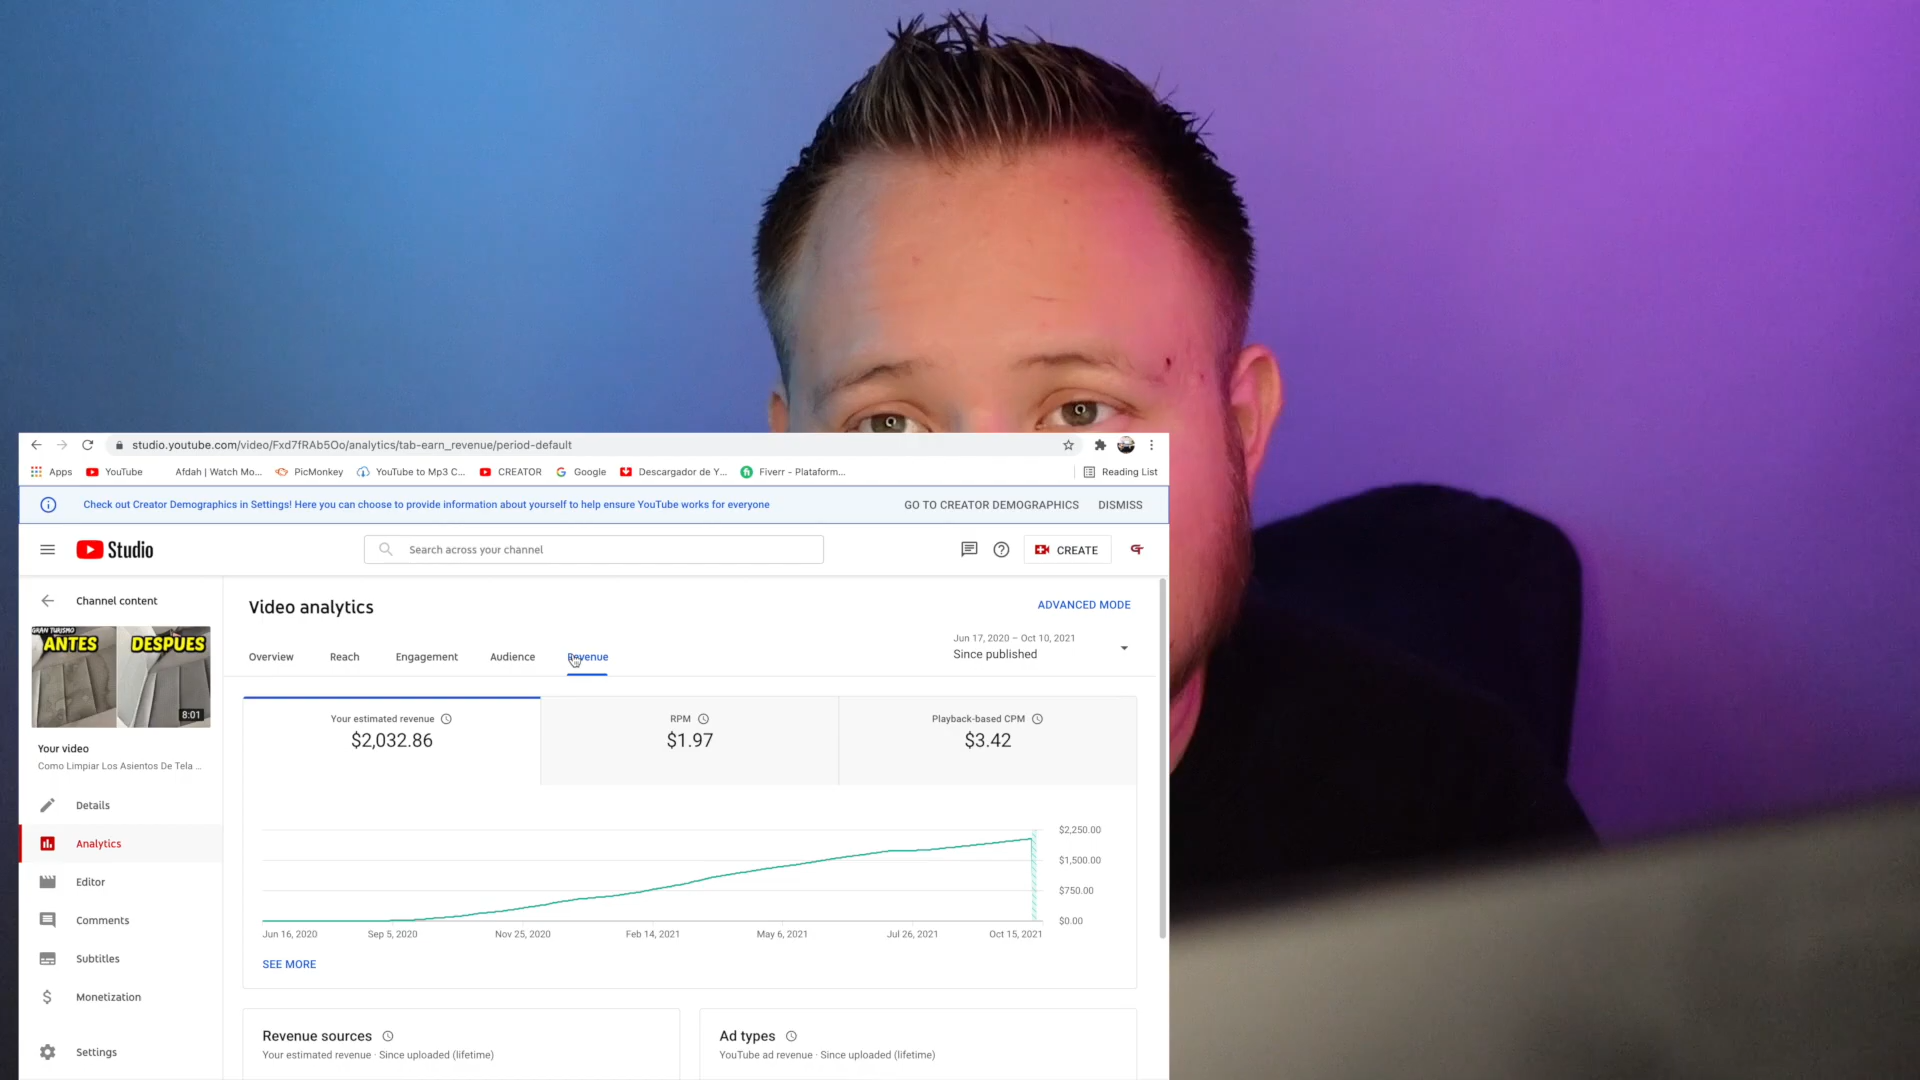 studio.youtube.com/video/Fxd7fRAb5Oo/analytics/tab-earn_revenue/period-default
Apps YouTube Afdah | Watch Mo... PicMonkey YouTube to Mp3 C... CREATOR Google Descargador de Y... Fiverr - Plataform... Reading List
Check out Creator Demographics in Settings! Here you can choose to provide information about yourself to help ensure YouTube works for everyone GO TO CREATOR DEMOGRAPHICS DISMISS
Studio Search across your channel CREATE GT
Channel content
GRAN TURISMO
ANTES DESPUES
8:01
Your video
Como Limpiar Los Asientos De Tela ...
Details
Analytics
Editor
Comments
Subtitles
$ Monetization
Settings
Video analytics ADVANCED MODE
Jun 17, 2020 – Oct 10, 2021
Since published
Overview Reach Engagement Audience Revenue
Your estimated revenue RPM Playback-based CPM
$2,032.86 $1.97 $3.42
$2,250.00
$1,500.00
$750.00
$0.00
Jun 16, 2020 Sep 5, 2020 Nov 25, 2020 Feb 14, 2021 May 6, 2021 Jul 26, 2021 Oct 15, 2021
SEE MORE
Revenue sources
Your estimated revenue · Since uploaded (lifetime)
Ad types
YouTube ad revenue · Since uploaded (lifetime)